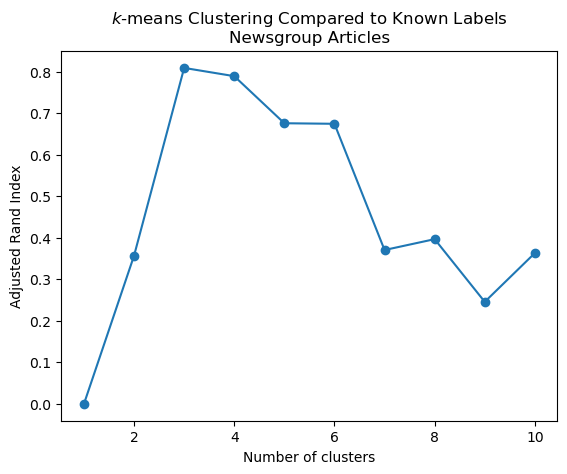 k-means Clustering Compared to Known Labels
Newsgroup Articles
Adjusted Rand Index
0.8
0.7
0.6
0.5
0.4
0.3
0.2
0.1
0.0
2 4 6 8 10
Number of clusters